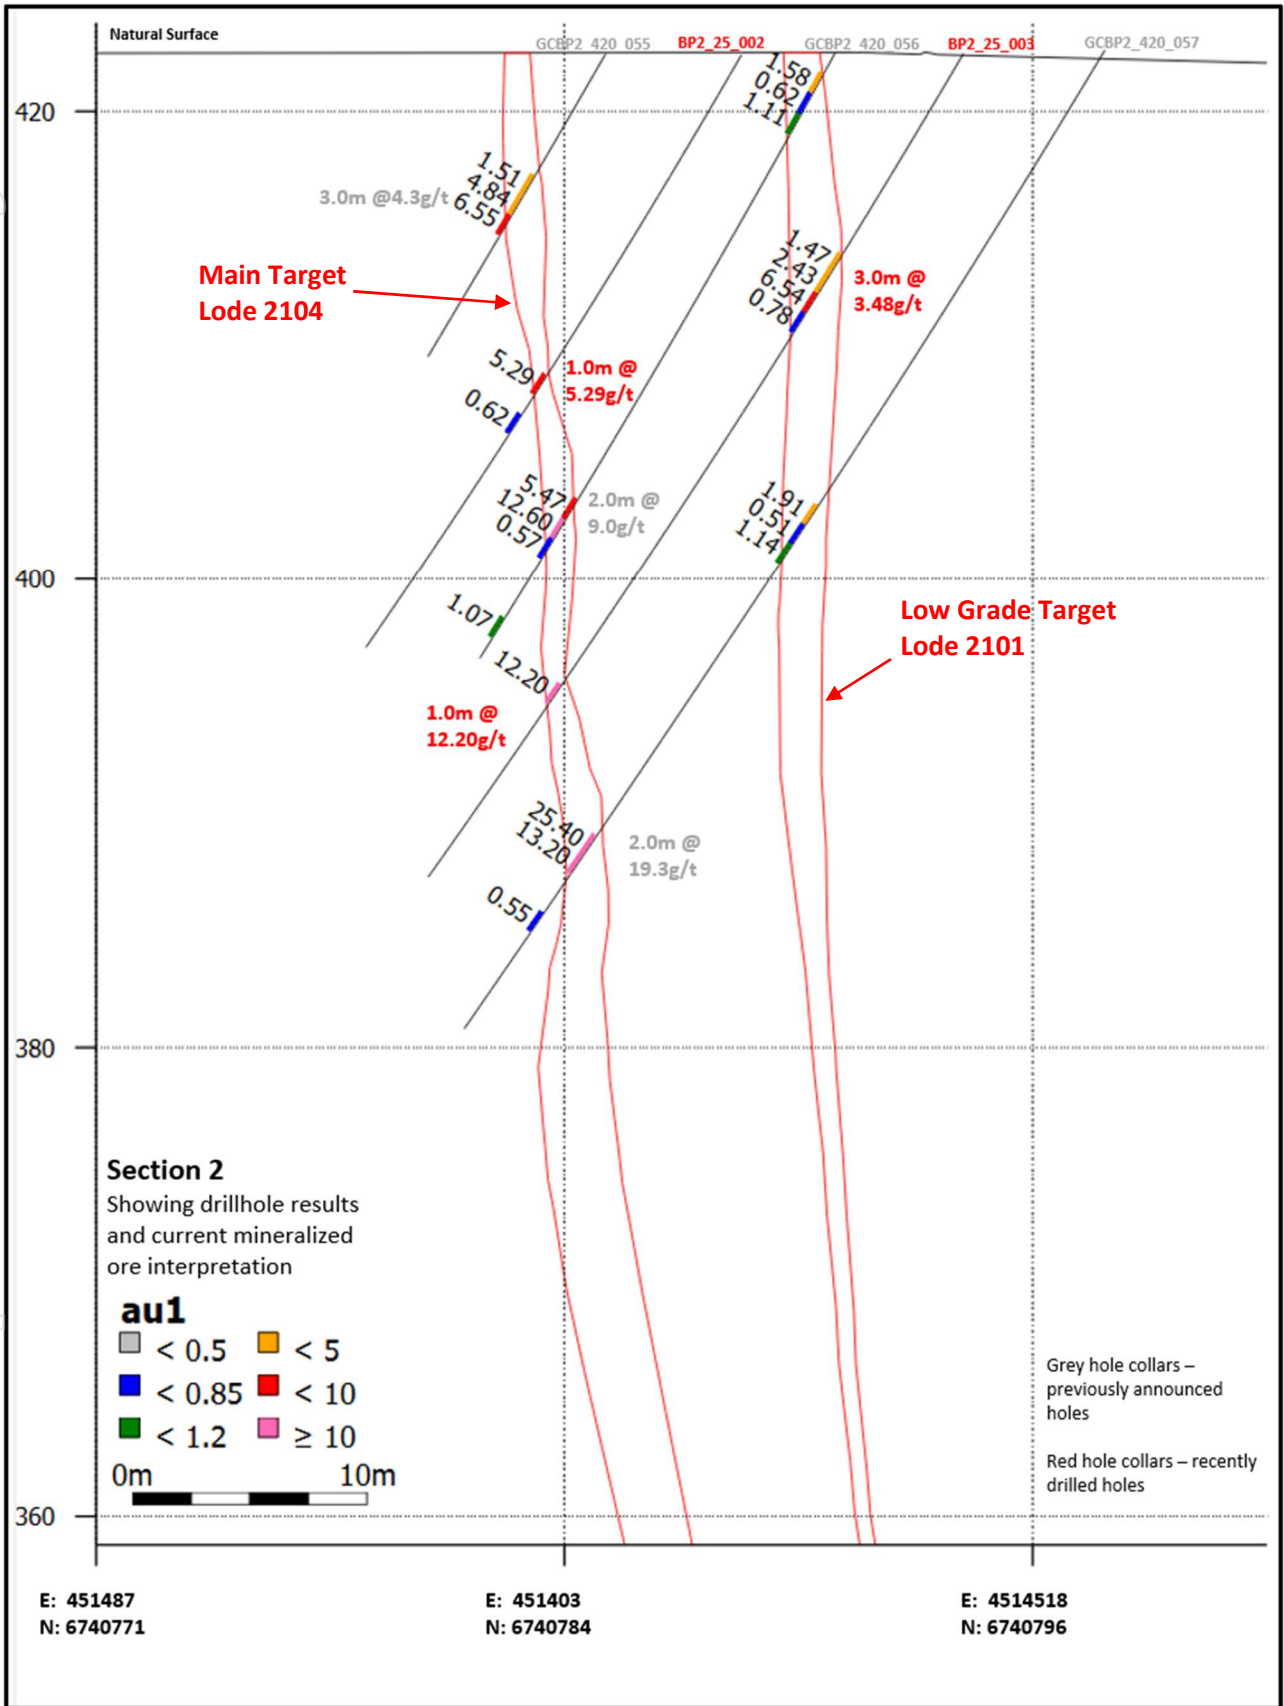 Natural Surface
GCBP2_420_055
BP2_25_002
GCBP2_420_056
BP2_25_003
GCBP2_420_057
420
1.58
0.62
1.11
1.51
4.84
6.55
3.0m @4.3g/t
Main Target
Lode 2104
1.47
2.43
6.54
0.78
3.0m @
3.48g/t
5.29
1.0m @
5.29g/t
0.62
5.47
12.60
0.57
2.0m @
9.0g/t
1.91
0.51
1.14
400
1.07
Low Grade Target
Lode 2101
12.20
1.0m @
12.20g/t
25.40
13.20
2.0m @
19.3g/t
0.55
380
Section 2
Showing drillhole results
and current mineralized
ore interpretation
au1
< 0.5
< 5
< 0.85
< 10
< 1.2
≥ 10
0m
10m
Grey hole collars –
previously announced
holes
Red hole collars – recently
drilled holes
360
E: 451487
N: 6740771
E: 451403
N: 6740784
E: 4514518
N: 6740796